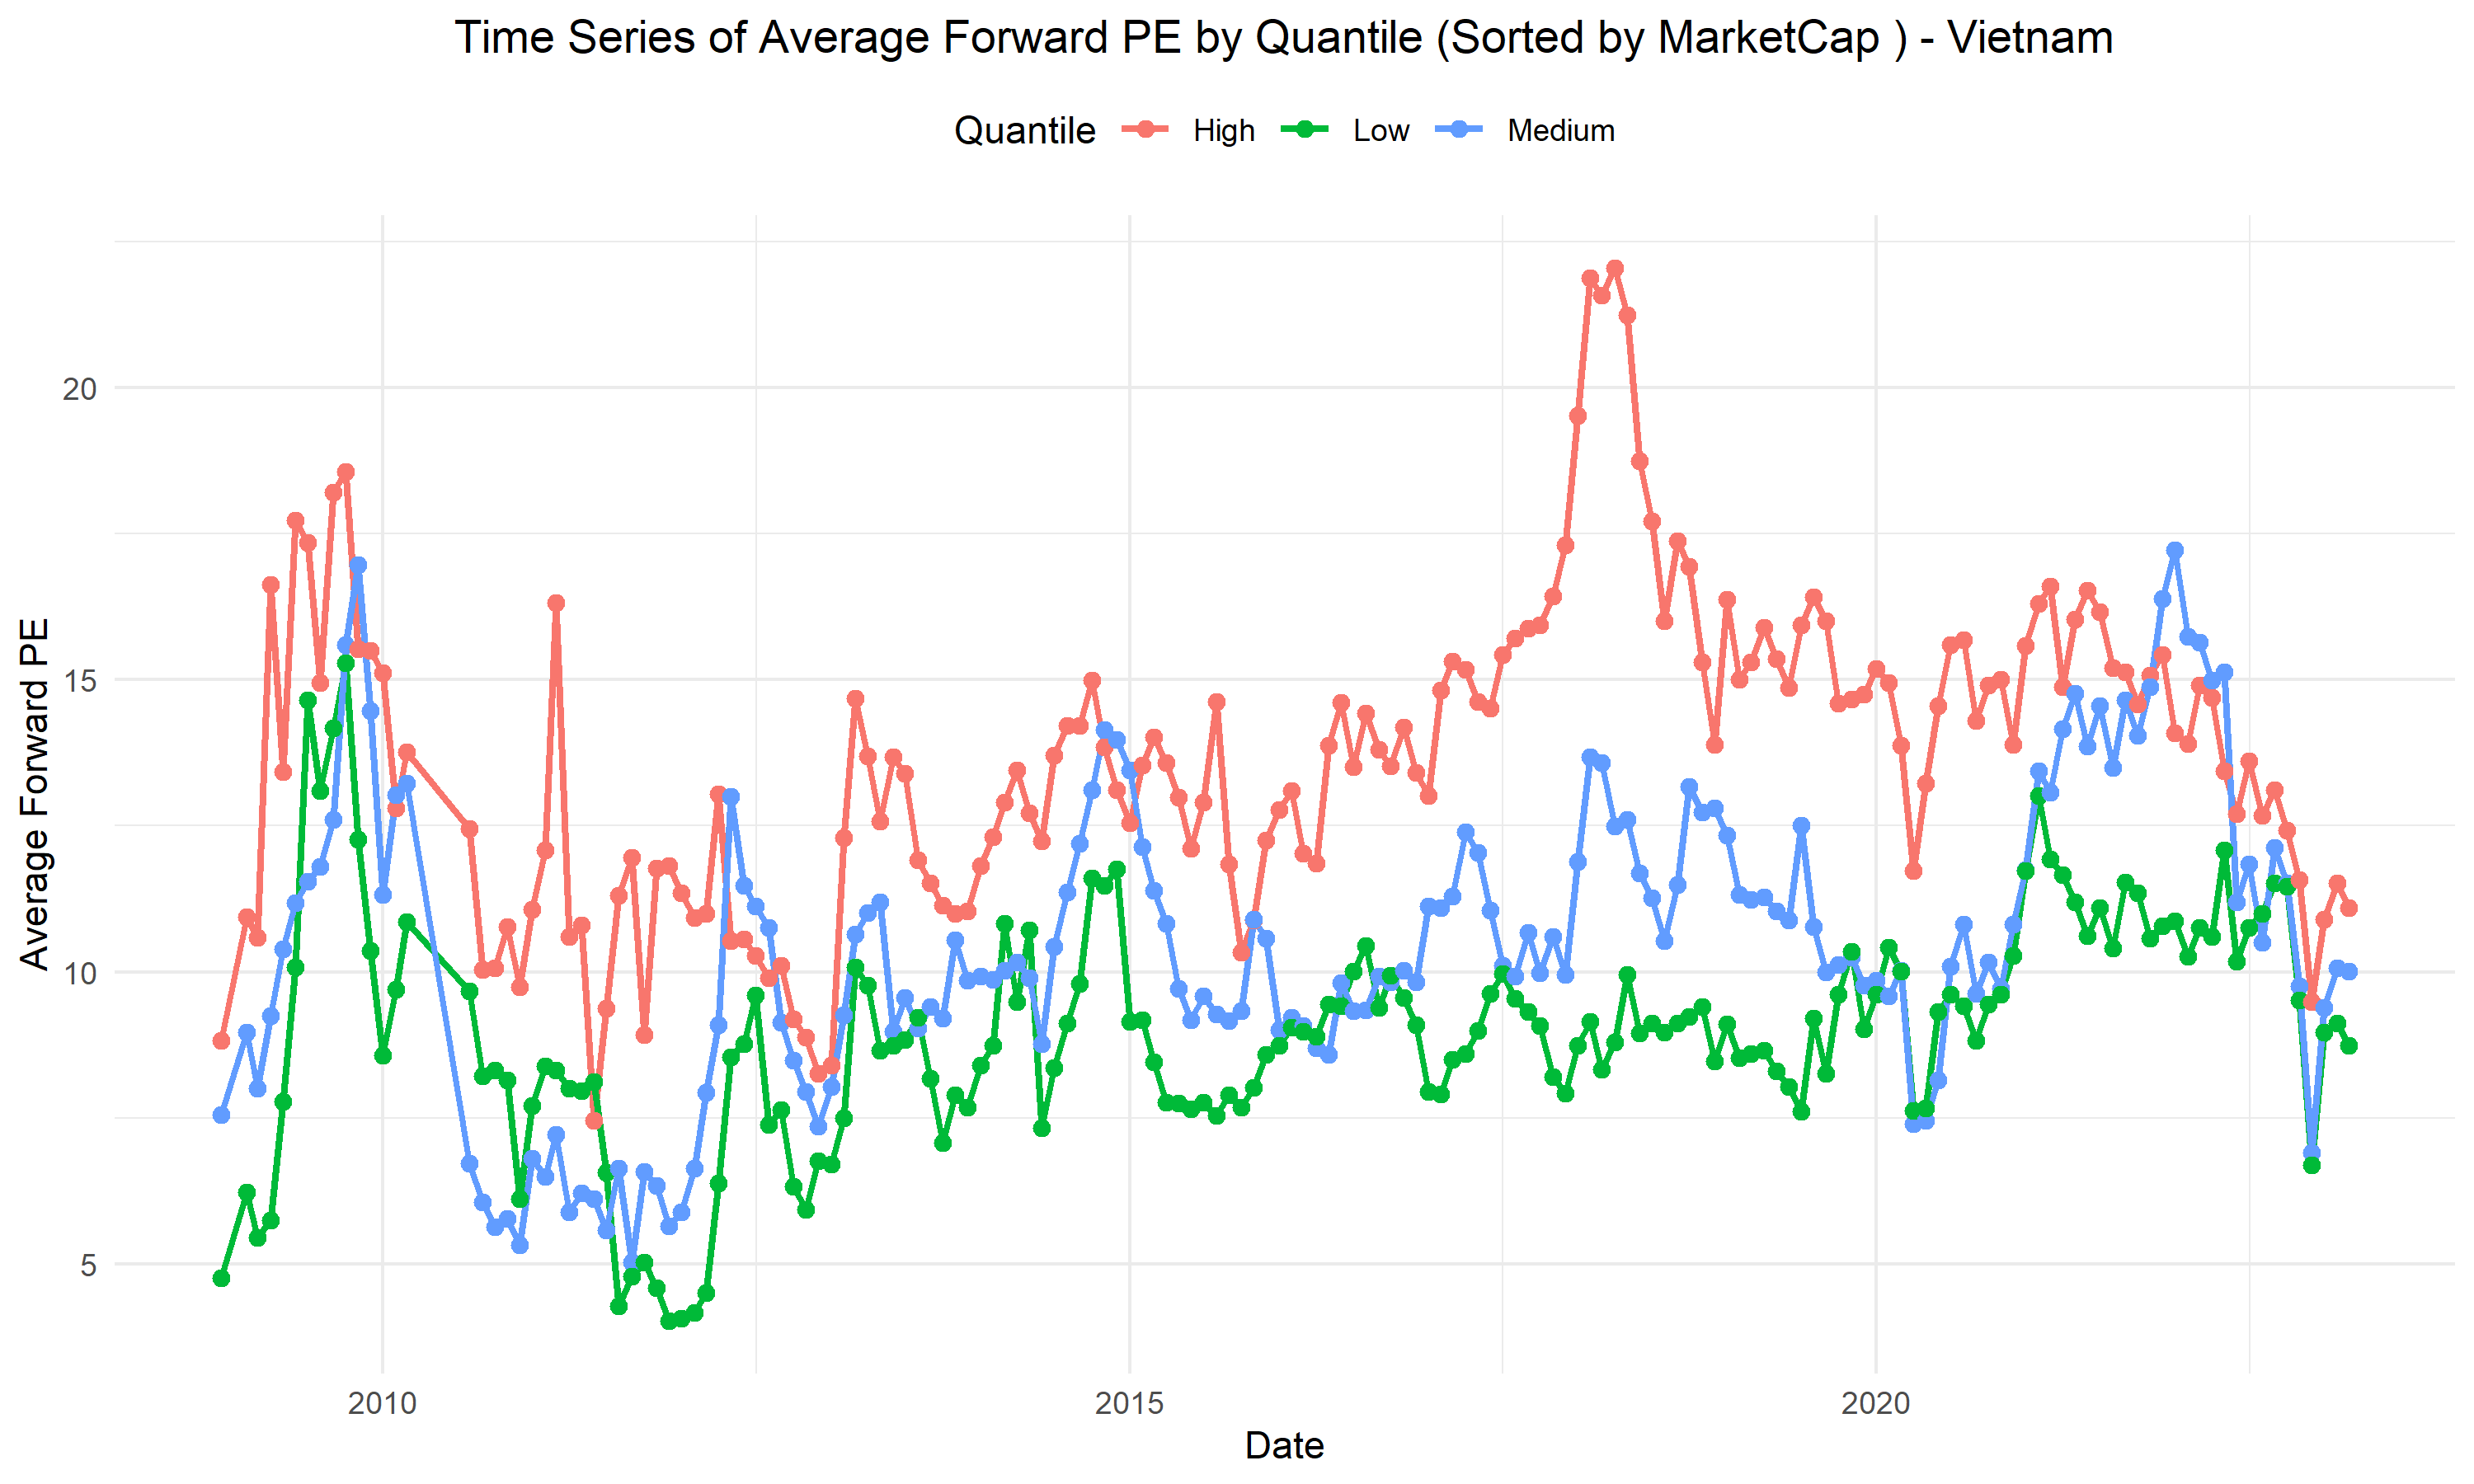 Time Series of Average Forward PE by Quantile (Sorted by MarketCap ) - Vietnam
Quantile High Low Medium
Average Forward PE
20
15
10
5
2010 2015 2020
Date